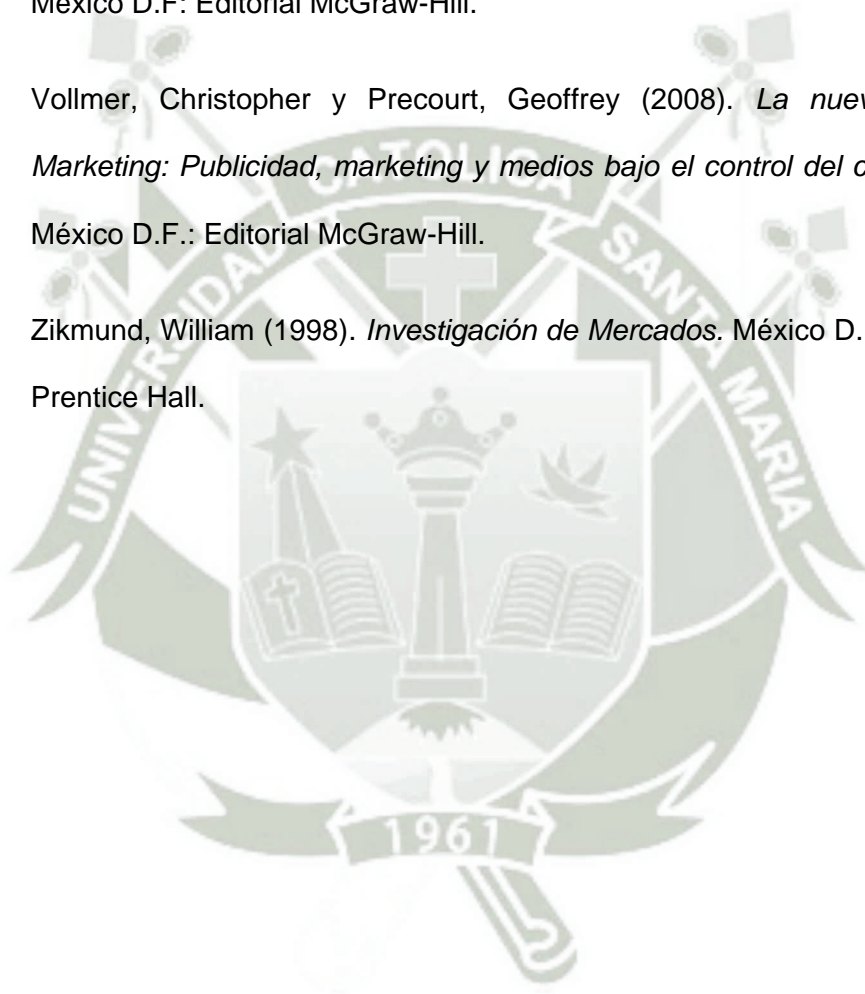 México D.F: Editorial McGraw-Hill.
Vollmer, Christopher y Precourt, Geoffrey (2008). La nuev
Marketing: Publicidad, marketing y medios bajo el control del c
México D.F.: Editorial McGraw-Hill.
Zikmund, William (1998). Investigación de Mercados. México D.
Prentice Hall.
UNIVERSIDAD CATOLICA SANTA MARIA
1961